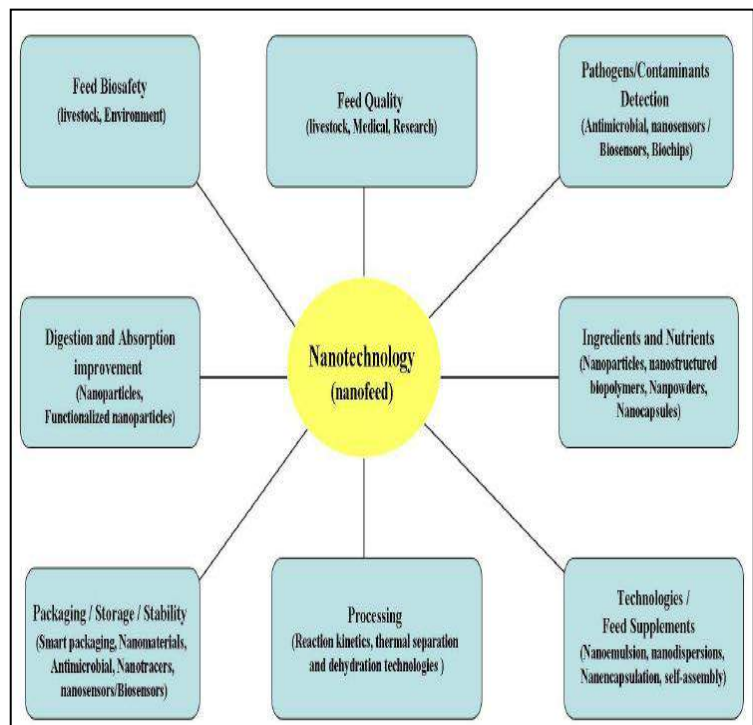 Feed Biosafety
(livestock, Environment)
Feed Quality
(livestock, Medical, Research)
Pathogens/Contaminants
Detection
(Antimicrobial, nanosensors /
Biosensors, Biochips)
Digestion and Absorption
improvement
(Nanoparticles,
Functionalized nanoparticles)
Nanotechnology
(nanofeed)
Ingredients and Nutrients
(Nanoparticles, nanostructured
biopolymers, Nanpowders,
Nanocapsules)
Packaging / Storage / Stability
(Smart packaging, Nanomaterials,
Antimicrobial, Nanotracers,
nanosensors/Biosensors)
Processing
(Reaction kinetics, thermal separation
and dehydration technologies )
Technologies /
Feed Supplements
(Nanoemulsion, nanodispersions,
Nanencapsulation, self-assembly)